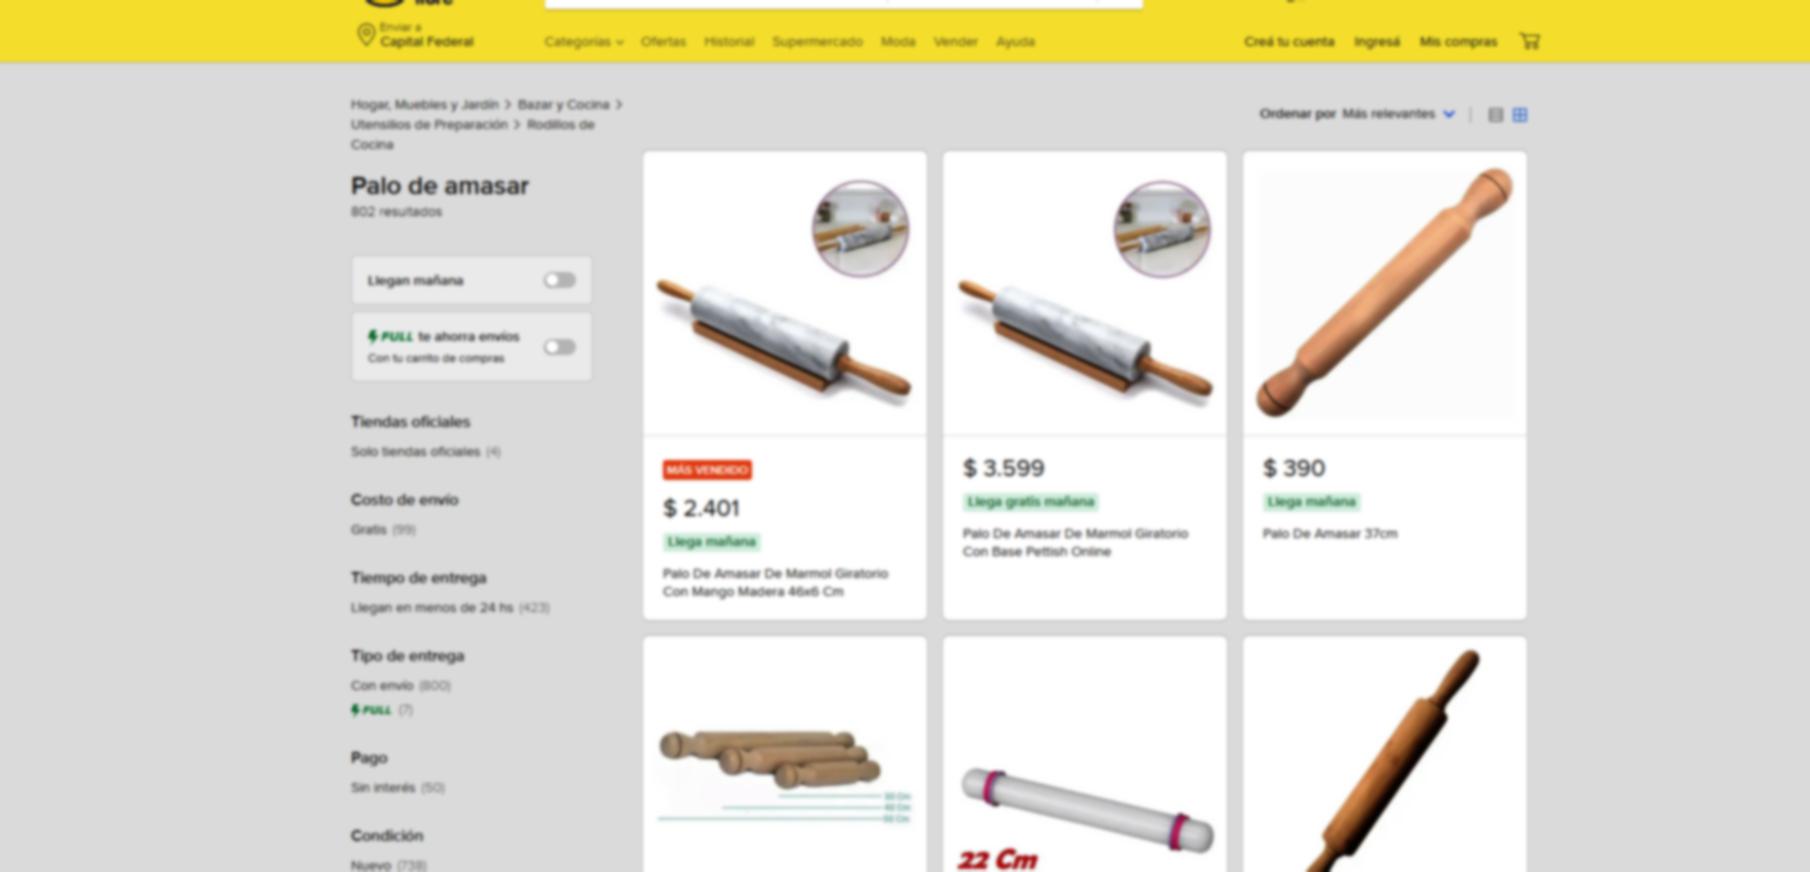 Enviar a
Capital Federal
Categorías Ofertas Historial Supermercado Moda Vender Ayuda
Creá tu cuenta Ingresá Mis compras
Hogar, Muebles y Jardín > Bazar y Cocina >
Utensilios de Preparación > Rodillos de
Cocina
Ordenar por Más relevantes
Palo de amasar
802 resultados
Llegan mañana
FULL te ahorra envíos
Con tu carrito de compras
Tiendas oficiales
Solo tiendas oficiales (4)
Costo de envío
Gratis (99)
Tiempo de entrega
Llegan en menos de 24 hs (423)
Tipo de entrega
Con envío (800)
FULL (7)
Pago
Sin interés (50)
Condición
Nuevo (738)
MÁS VENDIDO
$ 2.401
Llega mañana
Palo De Amasar De Marmol Giratorio
Con Mango Madera 46x6 Cm
$ 3.599
Llega gratis mañana
Palo De Amasar De Marmol Giratorio
Con Base Pettish Online
$ 390
Llega mañana
Palo De Amasar 37cm
22 Cm